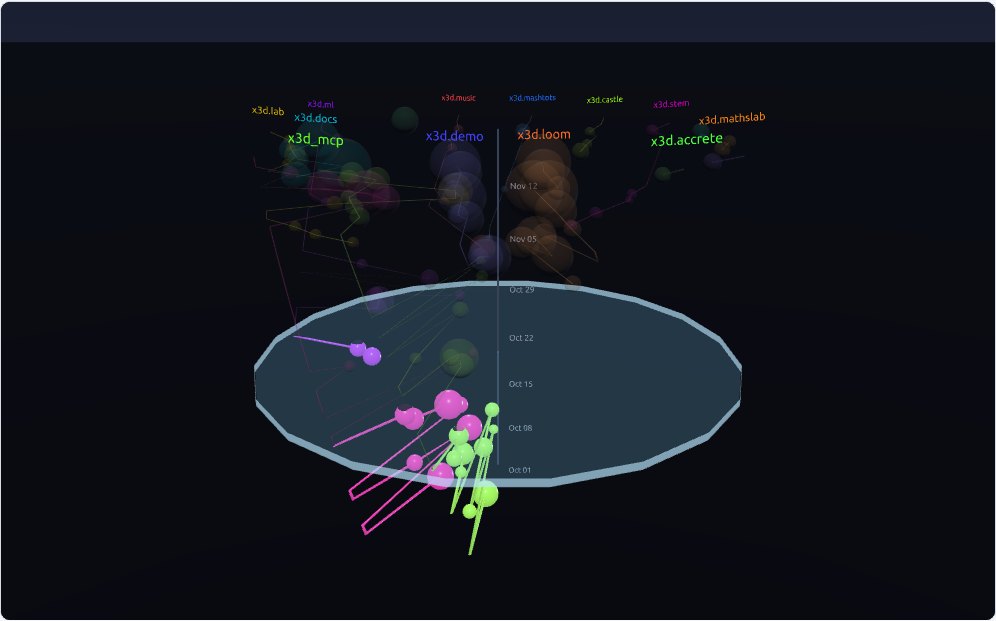 x3d.lab
x3d.ml
x3d.music
x3d.mashtots
x3d.castle
x3d.stem
x3d.docs
x3d.mathslab
x3d_mcp
x3d.demo
x3d.loom
x3d.accrete
Nov 12
Nov 05
Oct 29
Oct 22
Oct 15
Oct 08
Oct 01